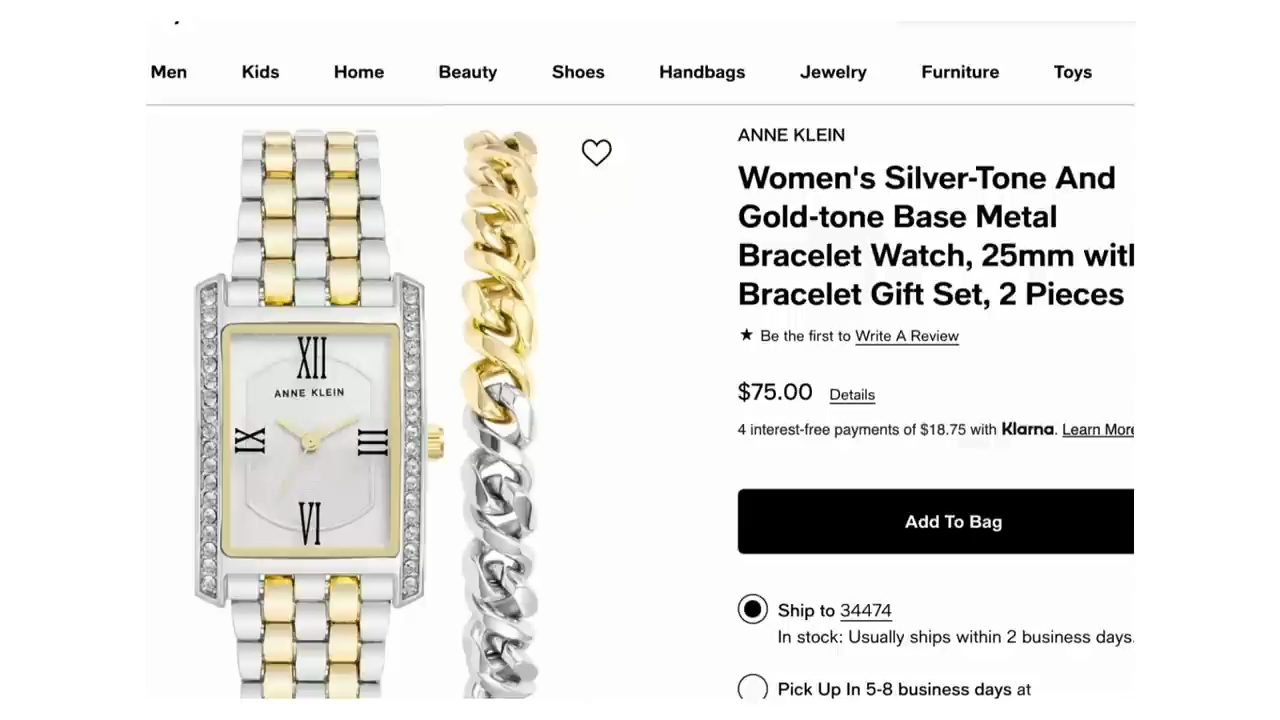 Men Kids Home Beauty Shoes Handbags Jewelry Furniture Toys
ANNE KLEIN
Women's Silver-Tone And
Gold-tone Base Metal
Bracelet Watch, 25mm with
Bracelet Gift Set, 2 Pieces
★ Be the first to Write A Review
$75.00 Details
4 interest-free payments of $18.75 with Klarna. Learn More
Add To Bag
Ship to 34474
In stock: Usually ships within 2 business days.
Pick Up In 5-8 business days at
XII
ANNE KLEIN
IX III
VI